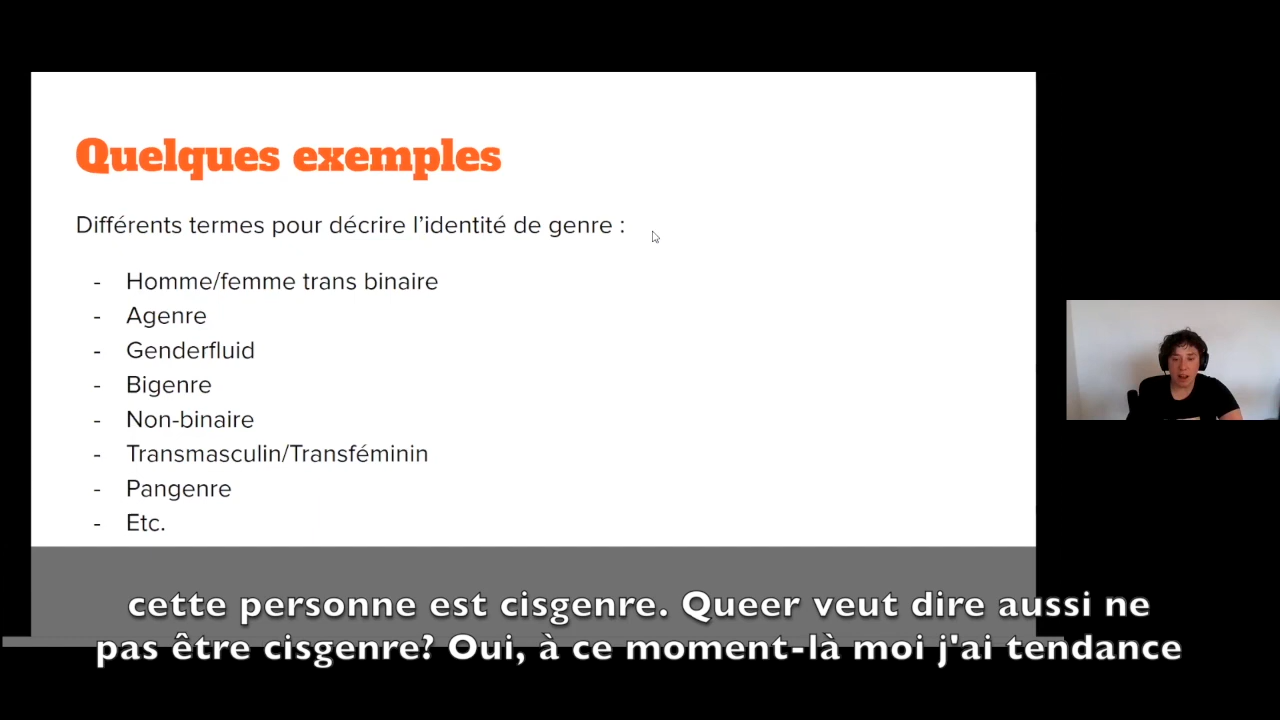 Quelques exemples
Différents termes pour décrire l'identité de genre :
- Homme/femme trans binaire
- Agenre
- Genderfluid
- Bigenre
- Non-binaire
- Transmasculin/Transféminin
- Pangenre
- Etc.
cette personne est cisgenre. Queer veut dire aussi ne
pas être cisgenre? Oui, à ce moment-là moi j'ai tendance